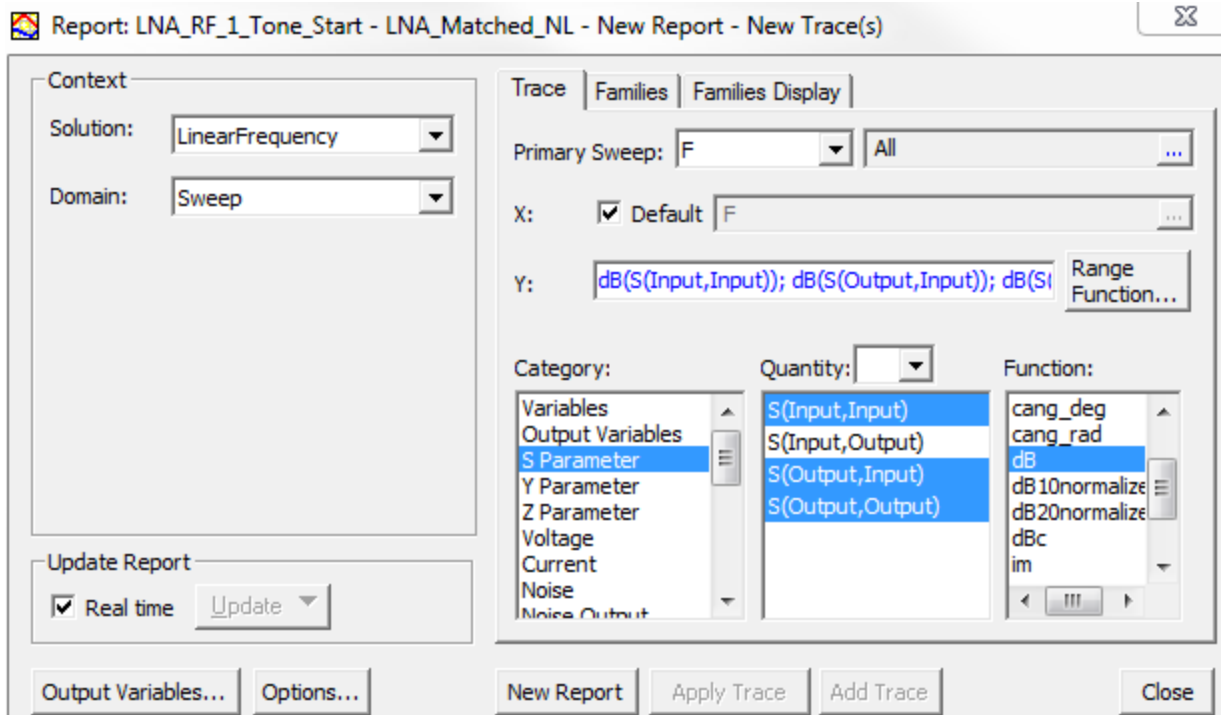 Report: LNA_RF_1_Tone_Start - LNA_Matched_NL - New Report - New Trace(s)
Context
Solution: LinearFrequency
Domain: Sweep
Update Report
Real time Update
Output Variables... Options...
Trace Families Families Display
Primary Sweep: F All ...
X: Default F ...
Y: dB(S(Input,Input)); dB(S(Output,Input)); dB(S(
Range
Function...
Category:
Variables
Output Variables
S Parameter
Y Parameter
Z Parameter
Voltage
Current
Noise
Noise Output
Quantity:
S(Input,Input)
S(Input,Output)
S(Output,Input)
S(Output,Output)
Function:
cang_deg
cang_rad
dB
dB10normalize
dB20normalize
dBc
im
New Report Apply Trace Add Trace Close